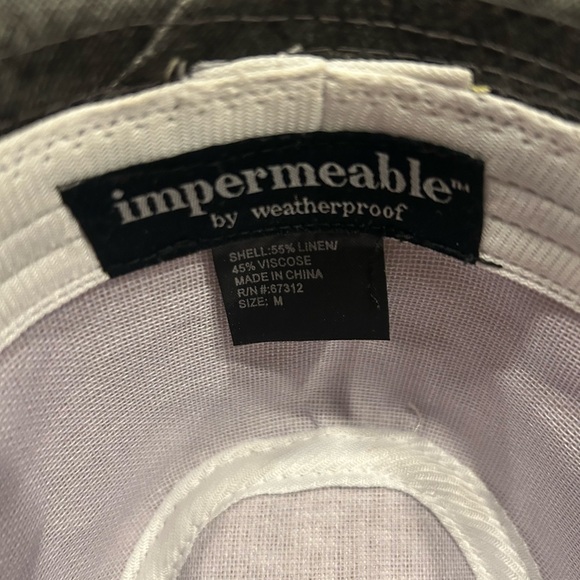 impermeable™
by weatherproof
SHELL:55% LINEN/
45% VISCOSE
MADE IN CHINA
R/N #:67312
SIZE: M